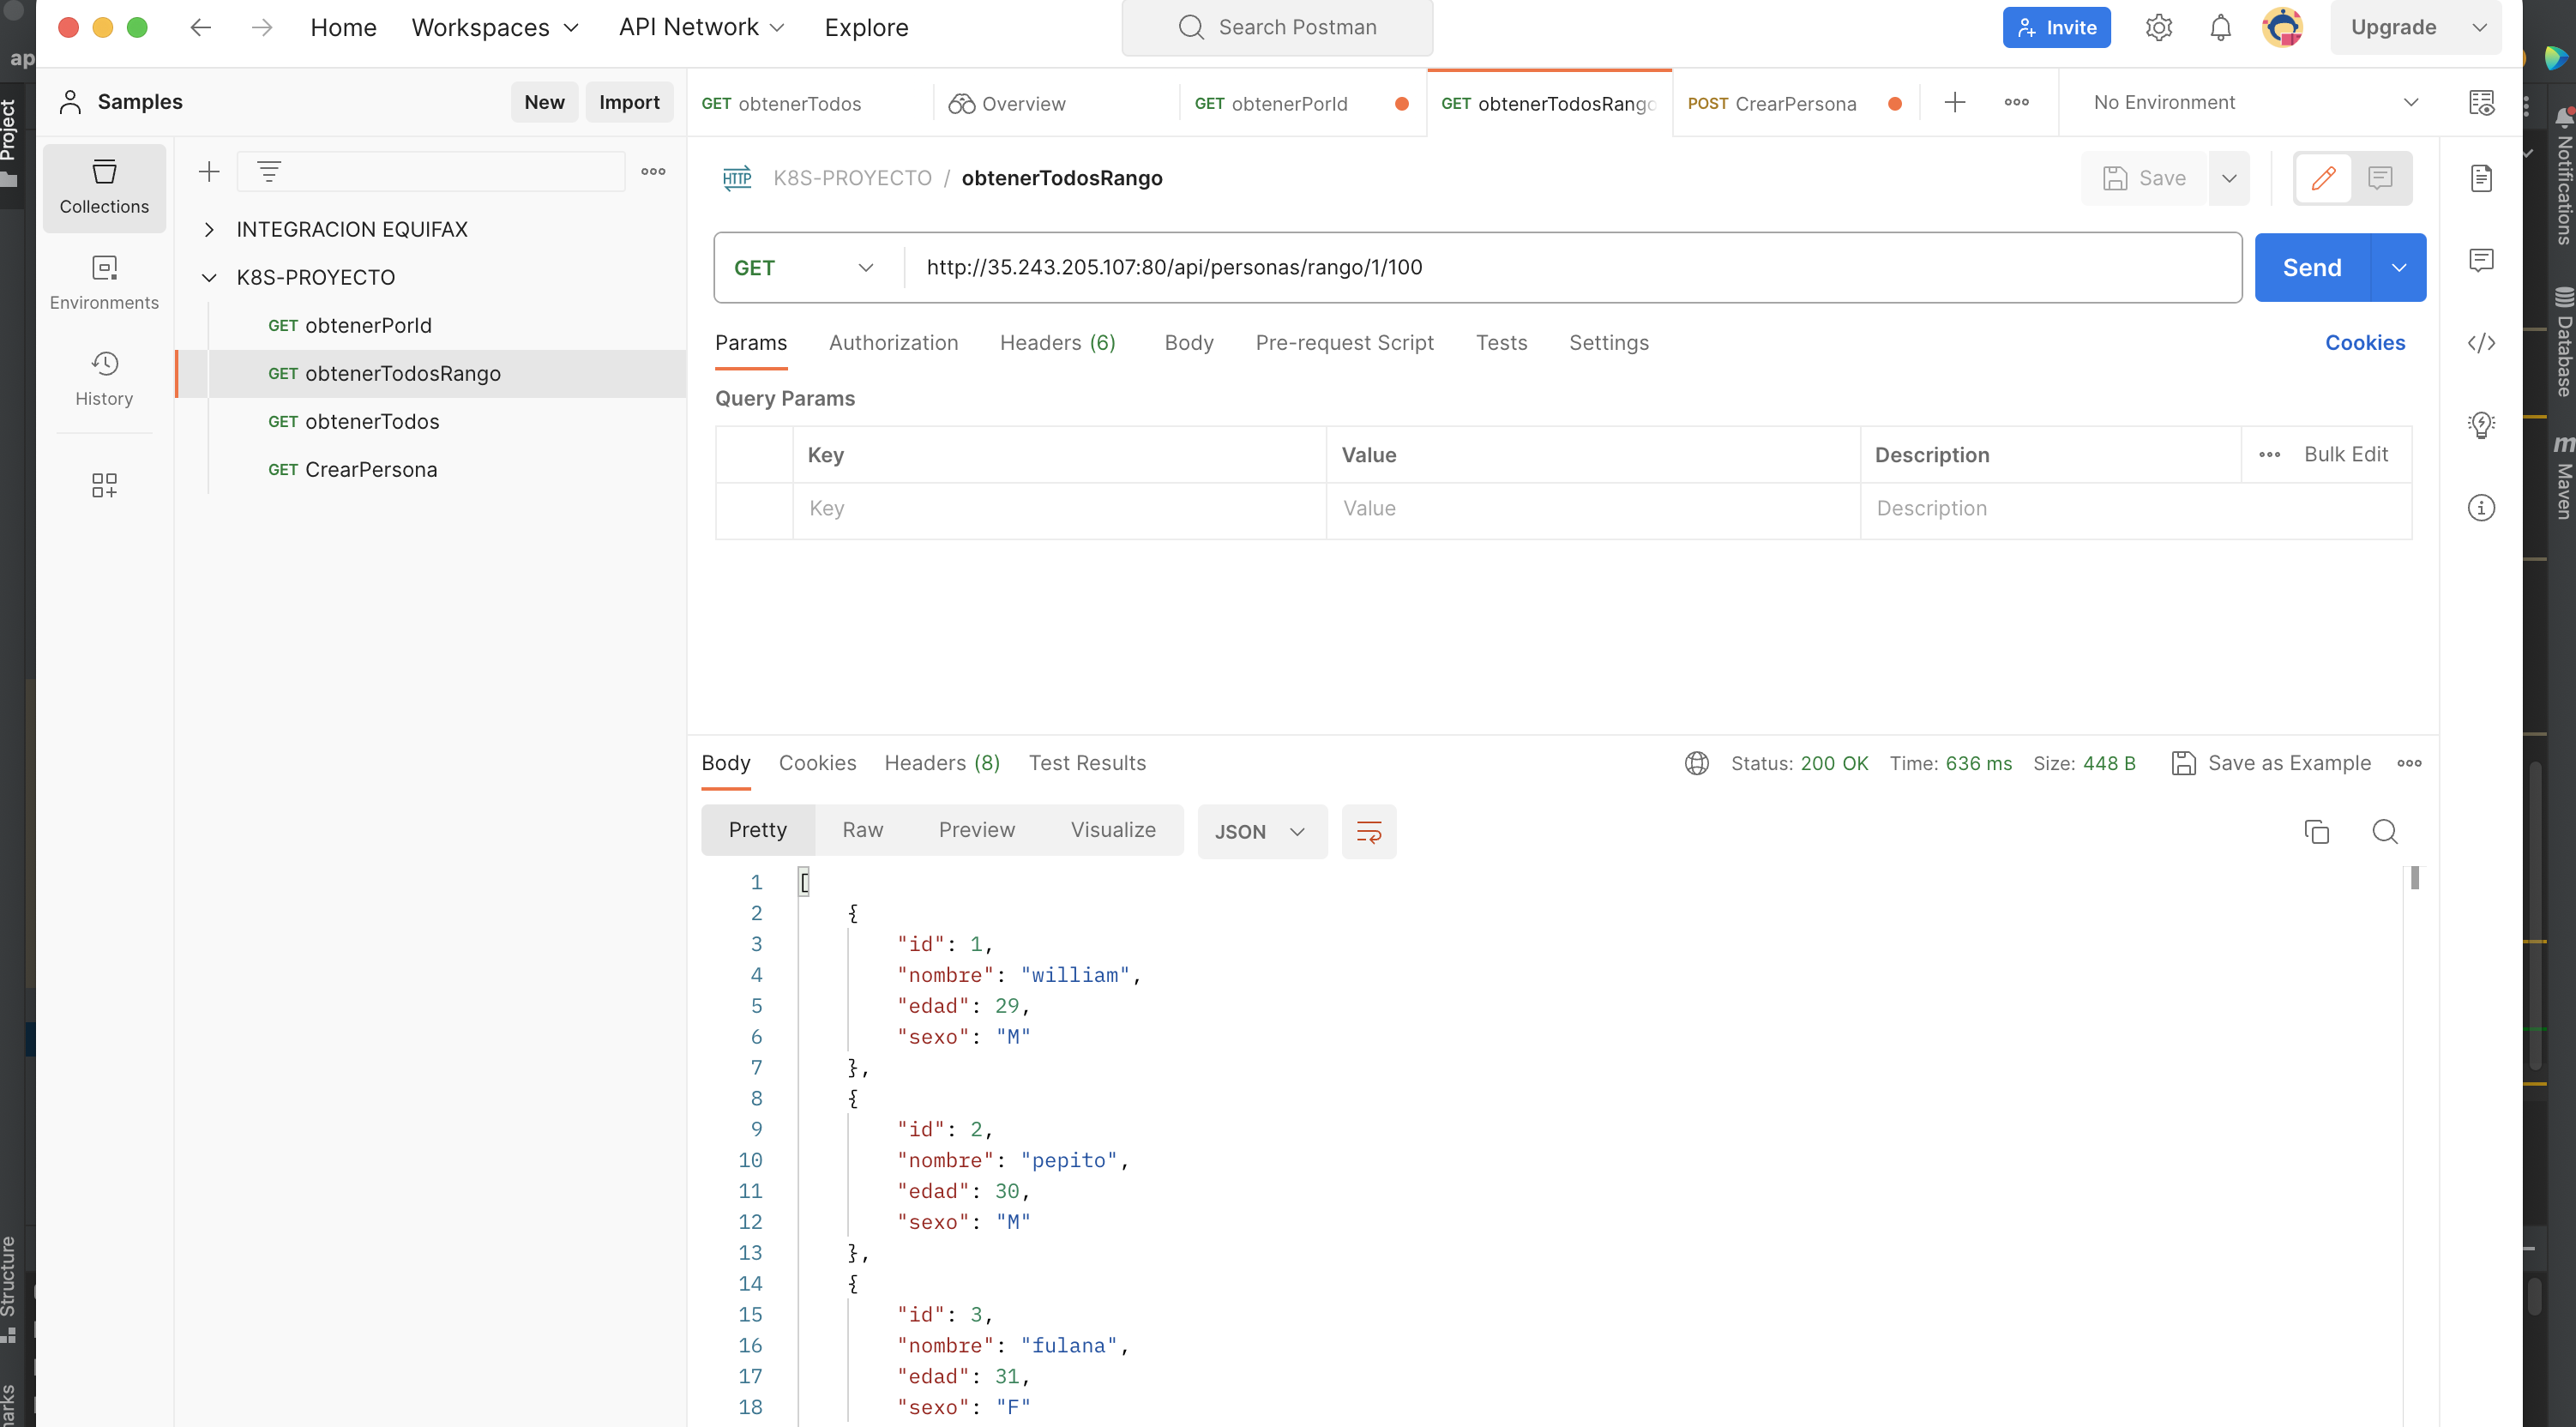 Home
Workspaces
API Network
Explore
Search Postman
Invite
Upgrade
Project
Samples
New
Import
GET obtenerTodos
Overview
GET obtenerPorId
GET obtenerTodosRango
POST CrearPersona
No Environment
Collections
Environments
History
INTEGRACION EQUIFAX
K8S-PROYECTO
GET obtenerPorId
GET obtenerTodosRango
GET obtenerTodos
GET CrearPersona
HTTP K8S-PROYECTO / obtenerTodosRango
Save
GET
http://35.243.205.107:80/api/personas/rango/1/100
Send
Params
Authorization
Headers (6)
Body
Pre-request Script
Tests
Settings
Cookies
Query Params
Key
Value
Description
Bulk Edit
Key
Value
Description
Body
Cookies
Headers (8)
Test Results
Status: 200 OK
Time: 636 ms
Size: 448 B
Save as Example
Pretty
Raw
Preview
Visualize
JSON
1 [
2 {
3 "id": 1,
4 "nombre": "william",
5 "edad": 29,
6 "sexo": "M"
7 },
8 {
9 "id": 2,
10 "nombre": "pepito",
11 "edad": 30,
12 "sexo": "M"
13 },
14 {
15 "id": 3,
16 "nombre": "fulana",
17 "edad": 31,
18 "sexo": "F"
Structure
Notifications
Database
m Maven